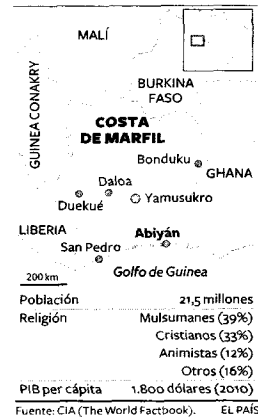 MALÍ
BURKINA
FASO
GUINEA CONAKRY
COSTA
DE MARFIL
Bonduku
GHANA
Daloa
Duekué
Yamusukro
LIBERIA
Abiyán
San Pedro
200 km
Golfo de Guinea
Población 21,5 millones
Religión Mulsumanes (39%)
Cristianos (33%)
Animistas (12%)
Otros (16%)
PIB per cápita 1.800 dólares (2010)
Fuente: CIA (The World Factbook). EL PAÍS